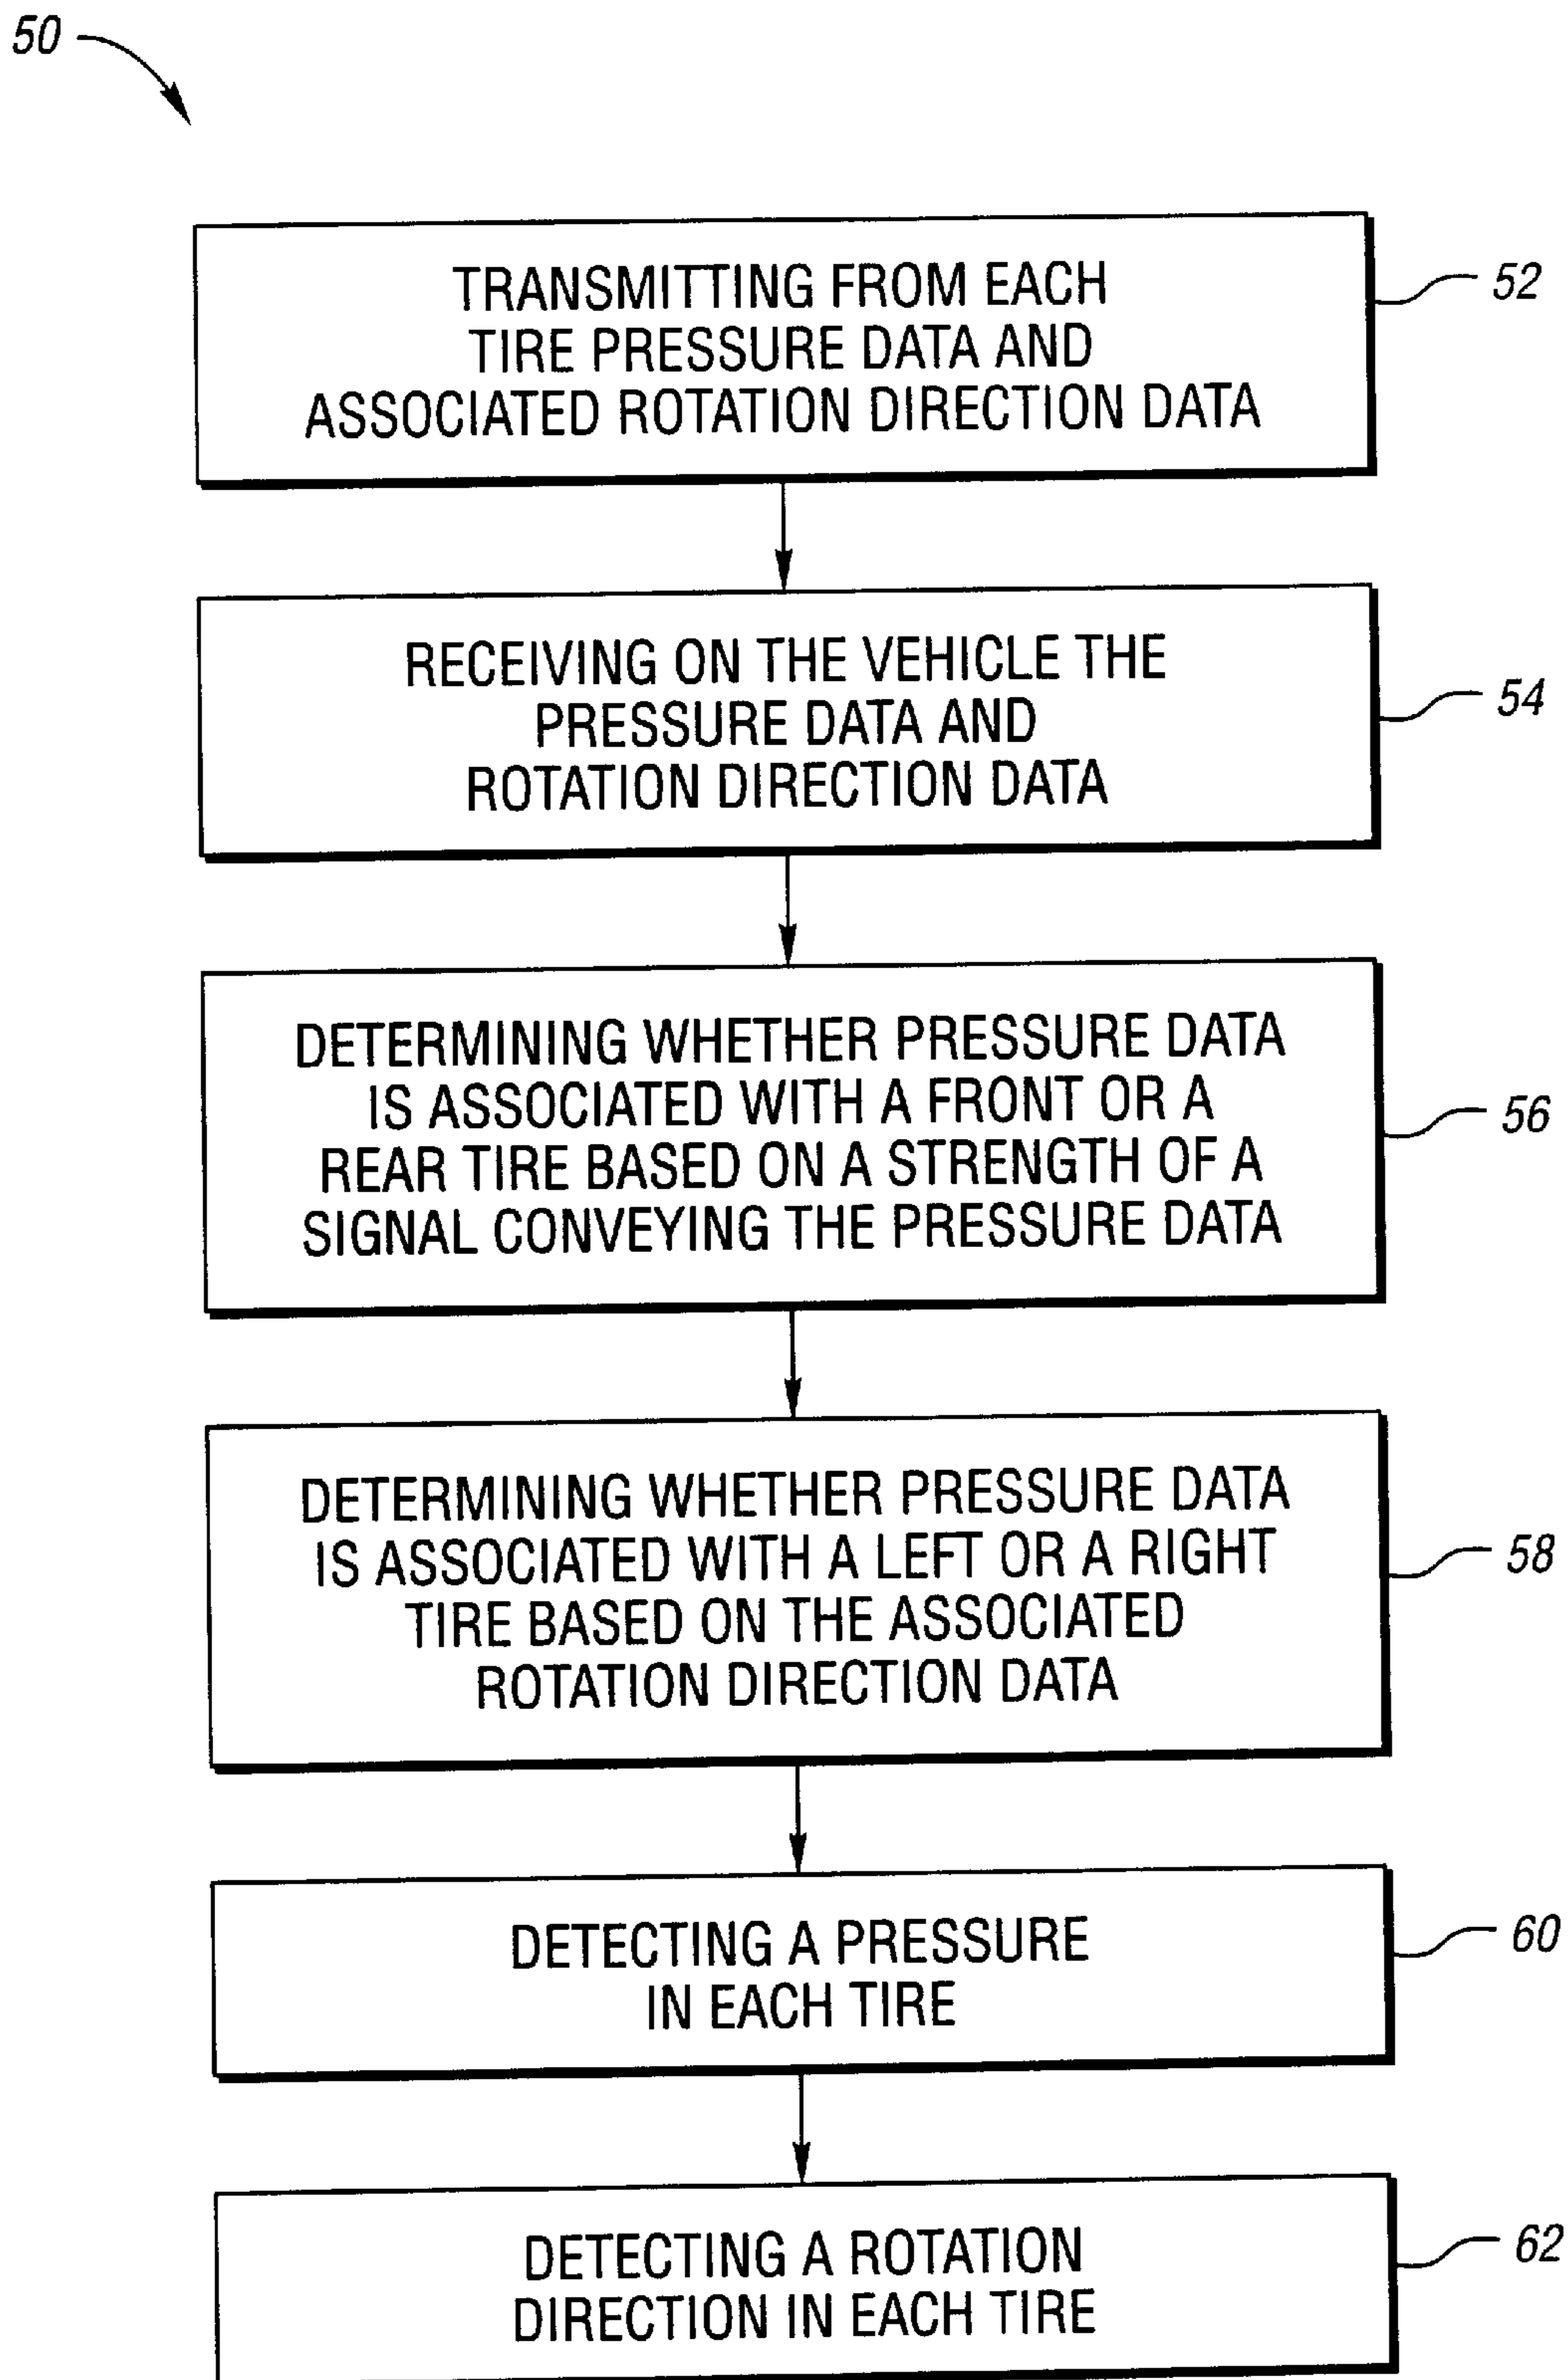 50
TRANSMITTING FROM EACH
TIRE PRESSURE DATA AND
ASSOCIATED ROTATION DIRECTION DATA
52
RECEIVING ON THE VEHICLE THE
PRESSURE DATA AND
ROTATION DIRECTION DATA
54
DETERMINING WHETHER PRESSURE DATA
IS ASSOCIATED WITH A FRONT OR A
REAR TIRE BASED ON A STRENGTH OF A
SIGNAL CONVEYING THE PRESSURE DATA
56
DETERMINING WHETHER PRESSURE DATA
IS ASSOCIATED WITH A LEFT OR A RIGHT
TIRE BASED ON THE ASSOCIATED
ROTATION DIRECTION DATA
58
DETECTING A PRESSURE
IN EACH TIRE
60
DETECTING A ROTATION
DIRECTION IN EACH TIRE
62